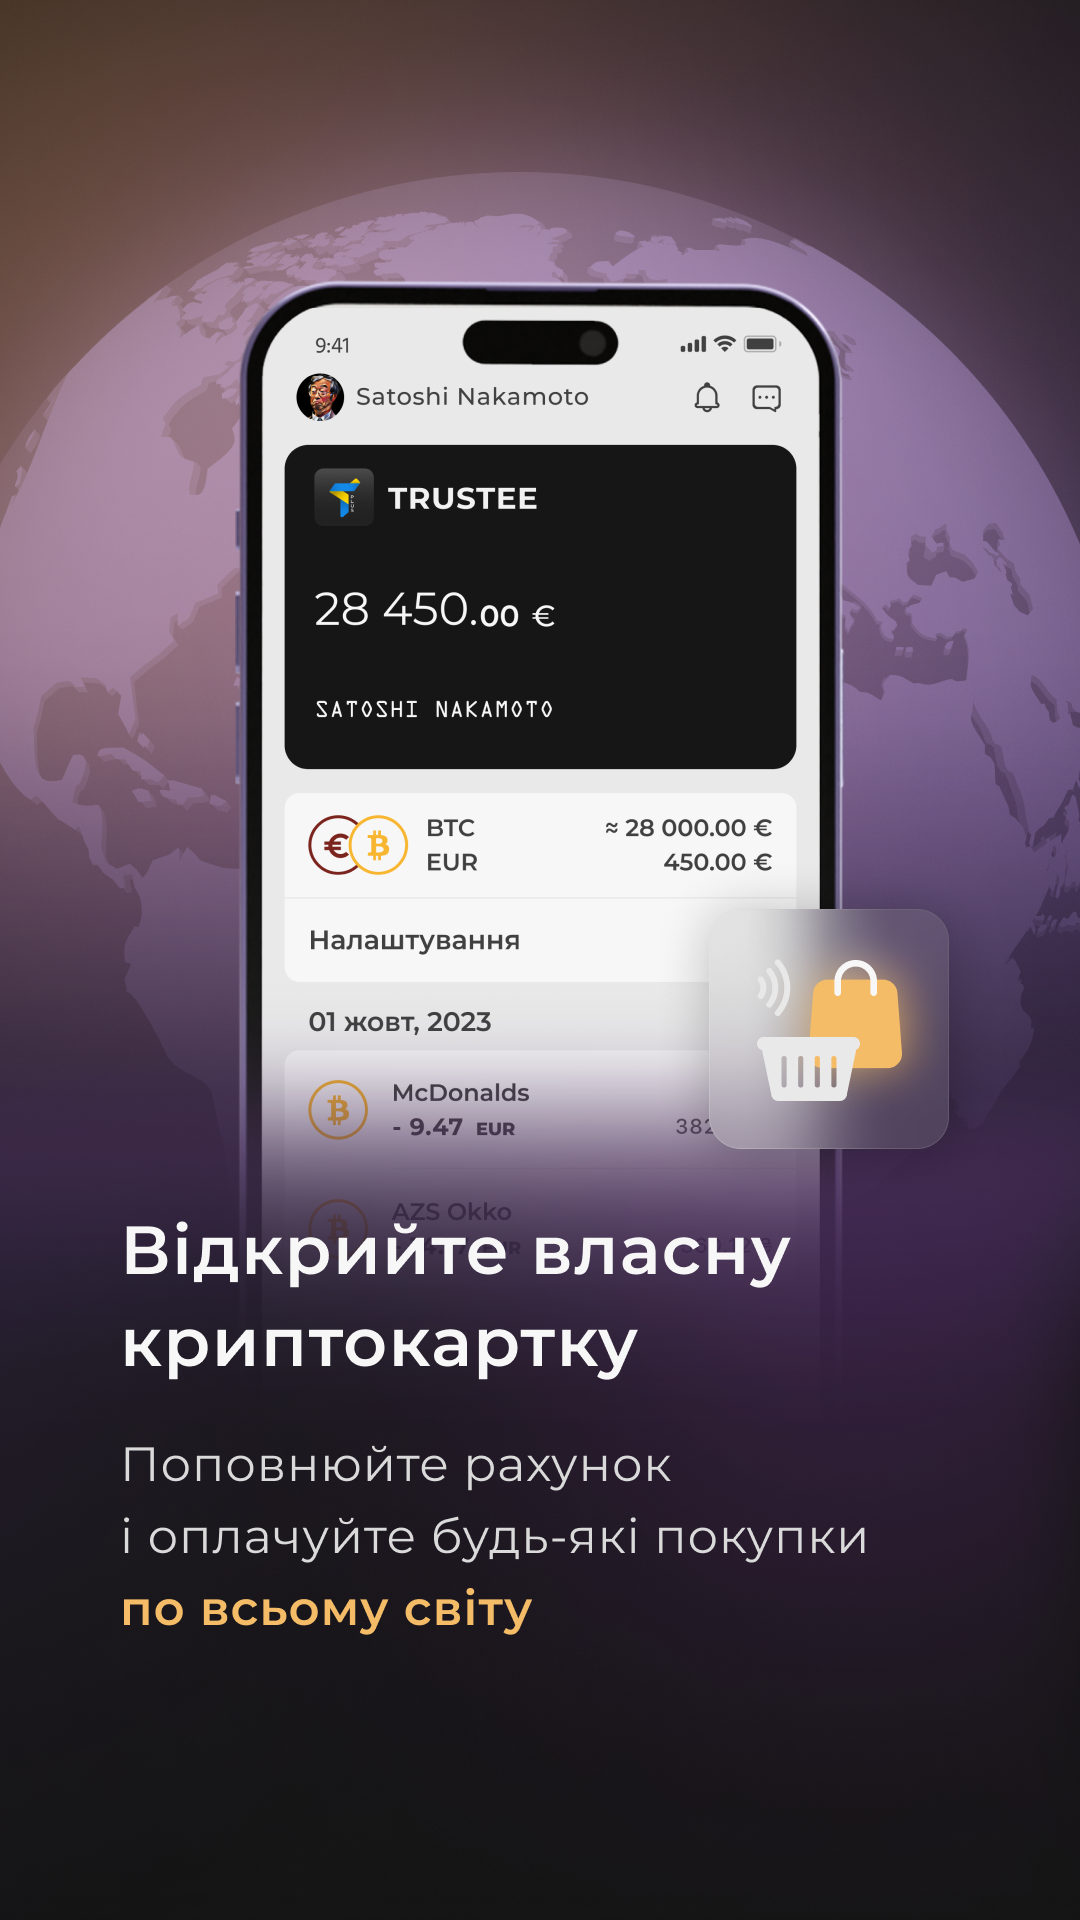 9:41
Satoshi Nakamoto
TRUSTEE
28 450.00 €
SATOSHI NAKAMOTO
BTC ≈ 28 000.00 €
EUR 450.00 €
Налаштування
01 жовт, 2023
McDonalds
- 9.47 EUR 382
AZS Okko
Відкрийте власну
криптокартку
Поповнюйте рахунок
і оплачуйте будь-які покупки
по всьому світу